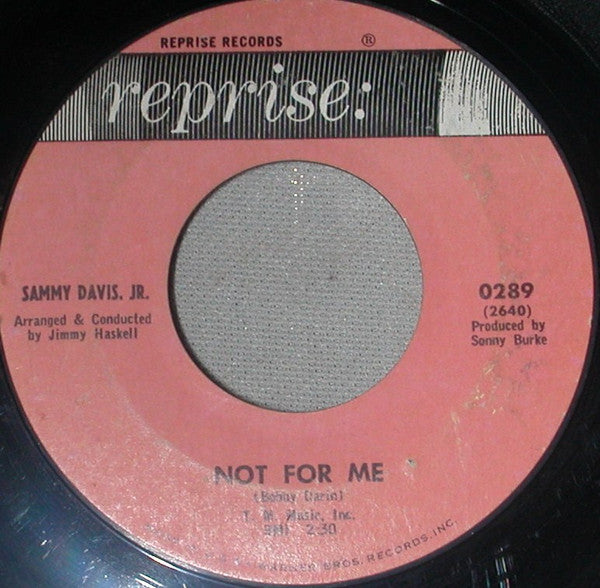 REPRISE RECORDS ®
reprise:
SAMMY DAVIS, JR.
Arranged & Conducted
by Jimmy Haskell
0289
(2640)
Produced by
Sonny Burke
NOT FOR ME
(Bobby Darin)
T. M. Music, Inc.
BMI 2:30
WARNER BROS. RECORDS, INC.